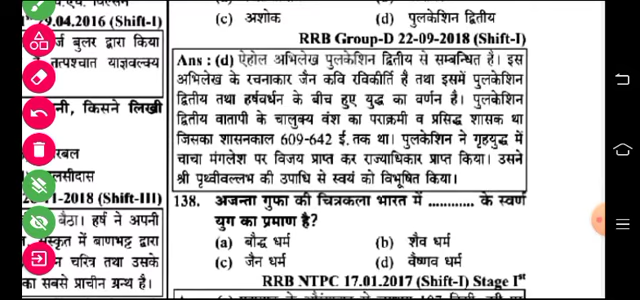 9.04.2016 (Shift-I)
र्ज बुलर द्वारा किया
तत्पश्चात याज्ञवल्क्य
नी, किसने लिखी
रबल
लसीदास
-11-2018 (Shift-III)
बैठा। हर्ष ने अपनी
संस्कृत में बाणभट्ट द्वारा
न चरित्र तथा उसके
का सबसे प्राचीन ग्रन्थ है।
(c) अशोक (d) पुलकेशिन द्वितीय
RRB Group-D 22-09-2018 (Shift-I)
Ans : (d) ऐहोल अभिलेख पुलकेशिन द्वितीय से सम्बन्धित है। इस
अभिलेख के रचनाकार जैन कवि रविकीर्ति है तथा इसमें पुलकेशिन
द्वितीय तथा हर्षवर्धन के बीच हुए युद्ध का वर्णन है। पुलकेशिन
द्वितीय वातापी के चालुक्य वंश का पराक्रमी व प्रसिद्ध शासक था
जिसका शासनकाल 609-642 ई. तक था। पुलकेशिन ने गृहयुद्ध में
चाचा मंगलेश पर विजय प्राप्त कर राज्याधिकार प्राप्त किया। उसने
श्री पृथ्वीवल्लभ की उपाधि से स्वयं को विभूषित किया।
138. अजन्ता गुफा की चित्रकला भारत में ............ के स्वर्ण
युग का प्रमाण है?
(a) बौद्ध धर्म (b) शैव धर्म
(c) जैन धर्म (d) वैष्णव धर्म
RRB NTPC 17.01.2017 (Shift-I) Stage Ist